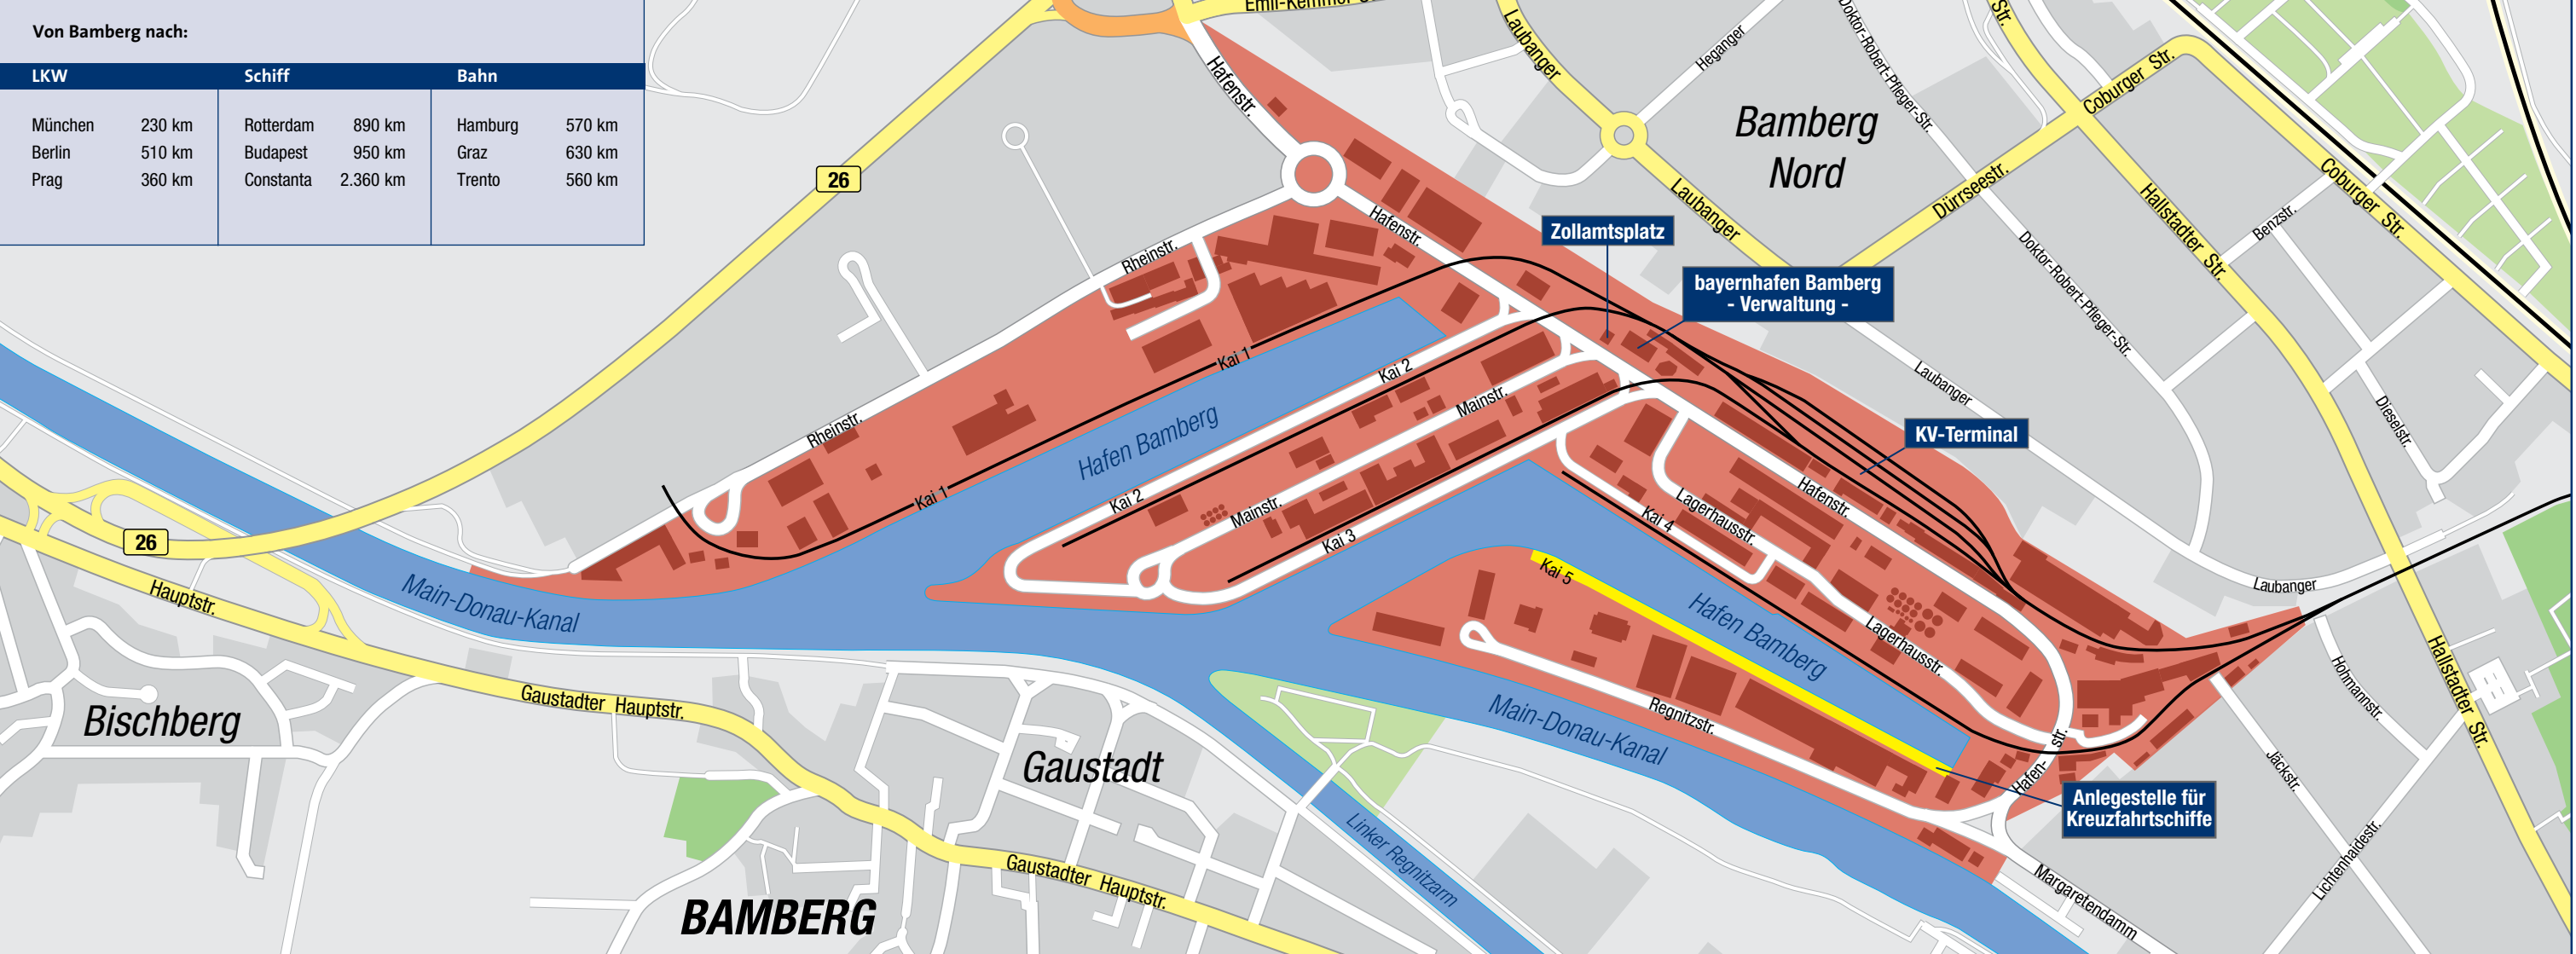 Von Bamberg nach:
LKW Schiff Bahn
München 230 km Rotterdam 890 km Hamburg 570 km
Berlin 510 km Budapest 950 km Graz 630 km
Prag 360 km Constanta 2.360 km Trento 560 km
26
26
Hafenstr.
Laubanger
Heganger
Doktor-Robert-Pfleger-Str.
Str.
Coburger Str.
Bamberg
Nord
Coburger Str.
Laubanger
Dürrseestr.
Hallstadter Str.
Benzstr.
Doktor-Robert-Pfleger-Str.
Zollamtsplatz
bayernhafen Bamberg
- Verwaltung -
Hafenstr.
Rheinstr.
Kai 1
Kai 2
Mainstr.
Laubanger
Dieselstr.
KV-Terminal
Rheinstr.
Hafen Bamberg
Kai 1
Kai 2
Mainstr.
Kai 3
Lagerhausstr.
Hafenstr.
Kai 4
Kai 5
Hafen Bamberg
Lagerhausstr.
Laubanger
Hauptstr.
Main-Donau-Kanal
Hohmannstr.
Hallstadter Str.
Bischberg
Gaustadter Hauptstr.
Gaustadt
Regnitzstr.
Main-Donau-Kanal
Hafen-
str.
Jäckstr.
Anlegestelle für
Kreuzfahrtschiffe
Linker Regnitzarm
Gaustadter Hauptstr.
BAMBERG
Margaretendamm
Lichtenhaidestr.